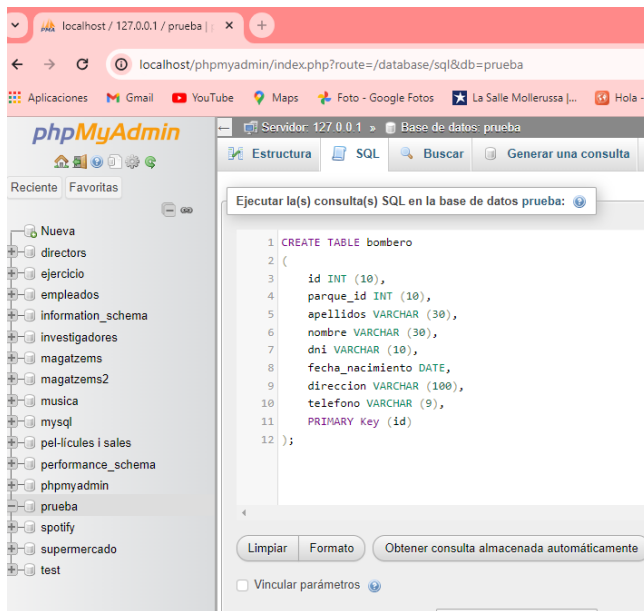 localhost / 127.0.0.1 / prueba |
localhost/phpmyadmin/index.php?route=/database/sql&db=prueba
Aplicaciones Gmail YouTube Maps Foto - Google Fotos La Salle Mollerussa |... Hola -
phpMyAdmin
Reciente Favoritas
Nueva
directors
ejercicio
empleados
information_schema
investigadores
magatzems
magatzems2
musica
mysql
pel·lícules i sales
performance_schema
phpmyadmin
prueba
spotify
supermercado
test
Servidor: 127.0.0.1 » Base de datos: prueba
Estructura SQL Buscar Generar una consulta
Ejecutar la(s) consulta(s) SQL en la base de datos prueba:
1 CREATE TABLE bombero
2 (
3 id INT (10),
4 parque_id INT (10),
5 apellidos VARCHAR (30),
6 nombre VARCHAR (30),
7 dni VARCHAR (10),
8 fecha_nacimiento DATE,
9 direccion VARCHAR (100),
10 telefono VARCHAR (9),
11 PRIMARY Key (id)
12 );
Limpiar Formato Obtener consulta almacenada automáticamente
Vincular parámetros